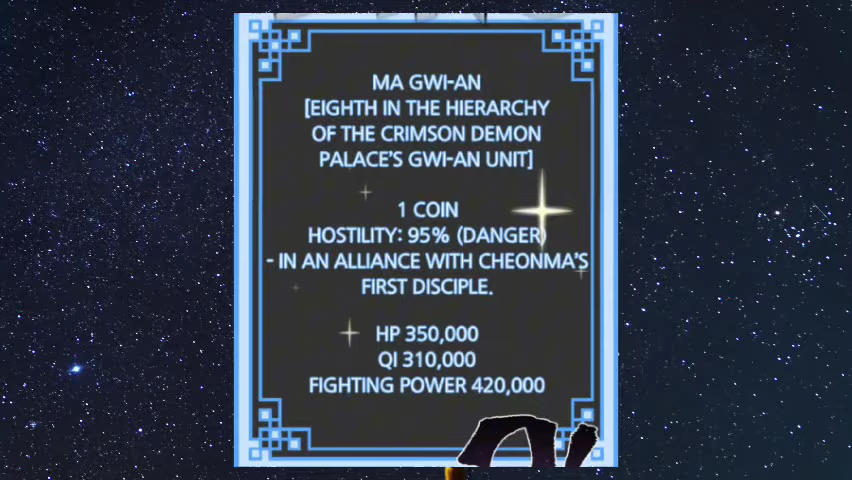 MA GWI-AN
[EIGHTH IN THE HIERARCHY
OF THE CRIMSON DEMON
PALACE'S GWI-AN UNIT]
1 COIN
HOSTILITY: 95% (DANGER)
- IN AN ALLIANCE WITH CHEONMA'S
FIRST DISCIPLE.
HP 350,000
QI 310,000
FIGHTING POWER 420,000